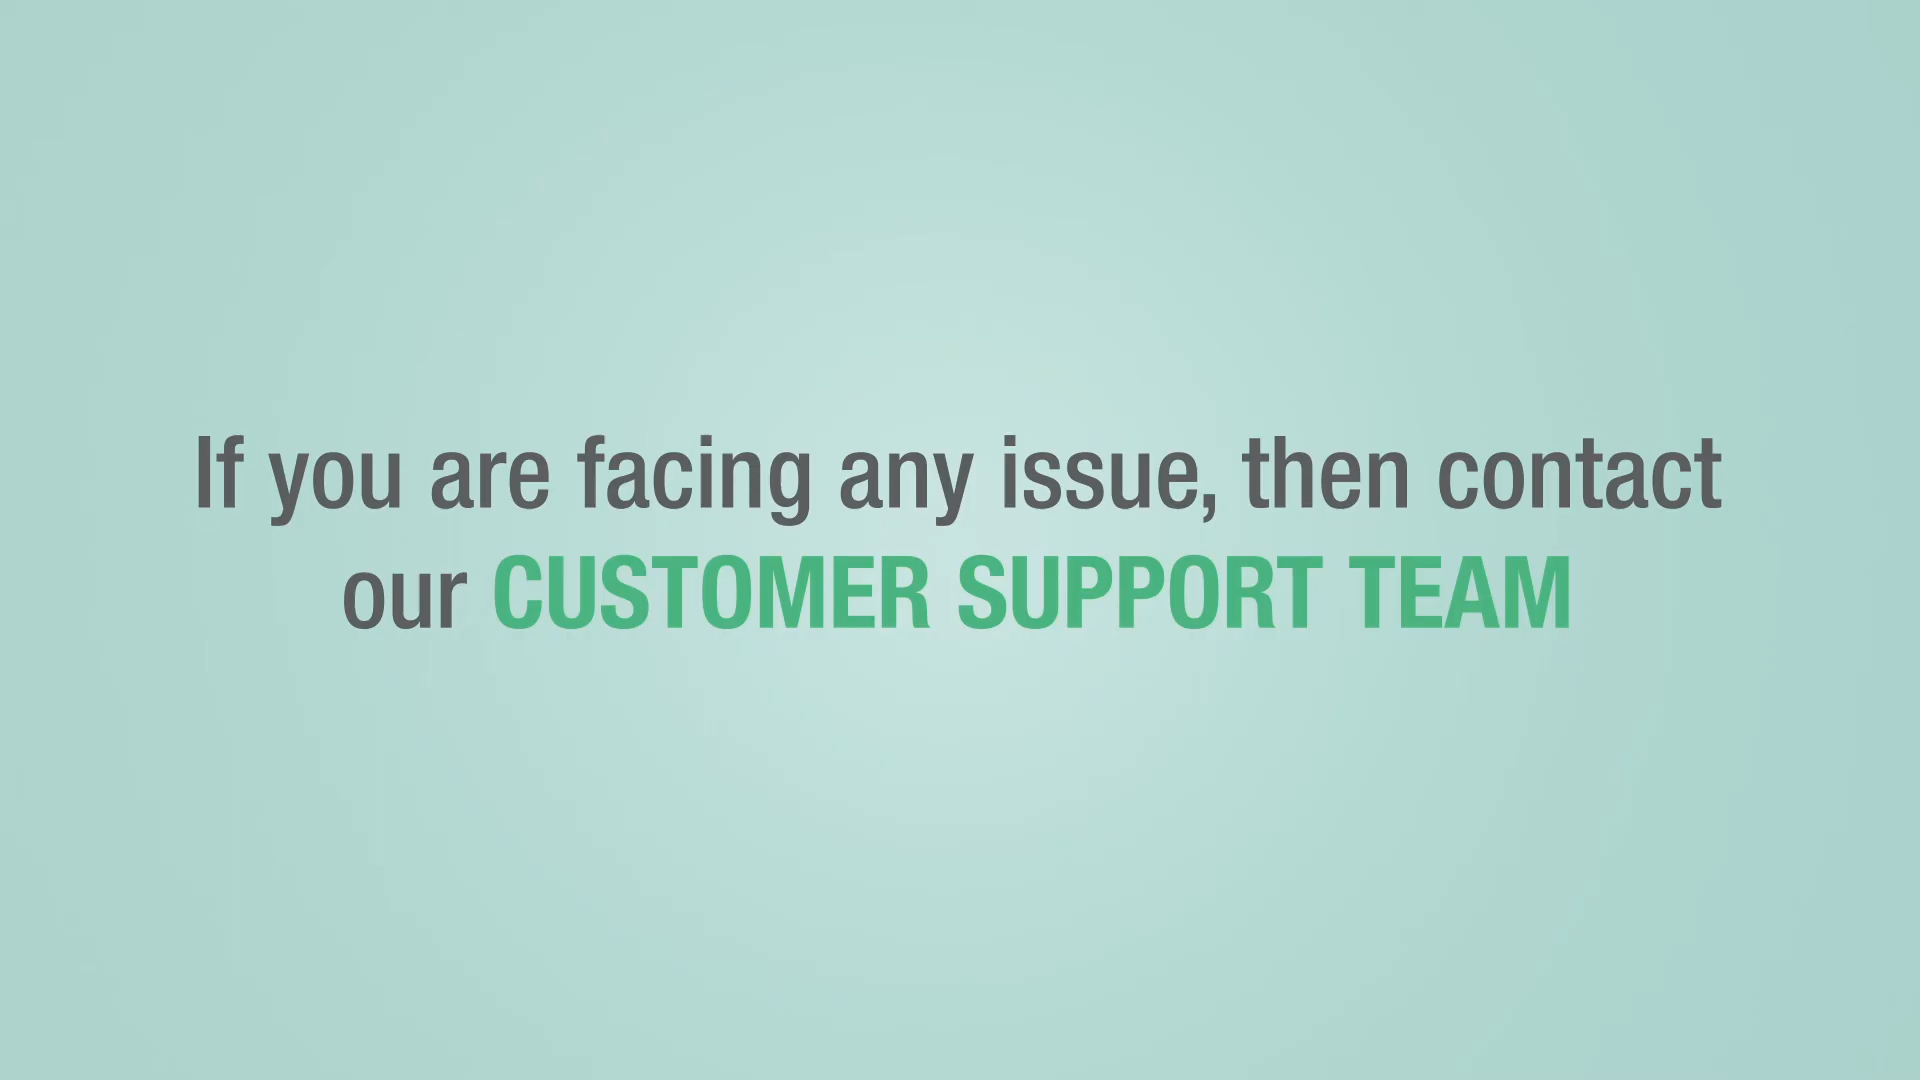 If you are facing any issue, then contact
our CUSTOMER SUPPORT TEAM